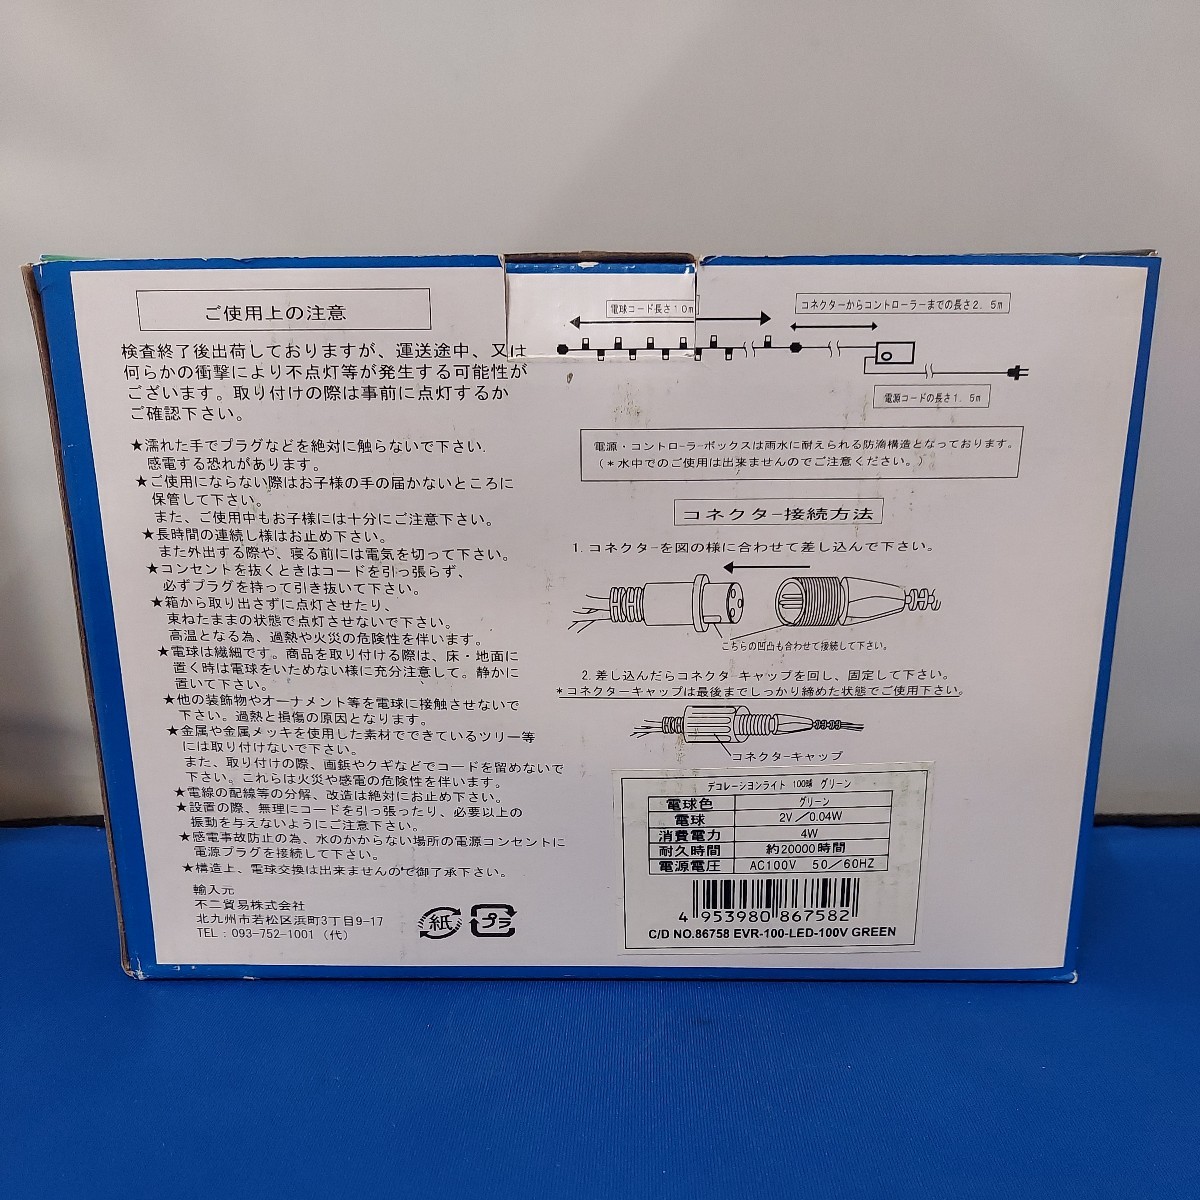 ご使用上の注意
検査終了後出荷しておりますが、運送途中、又は
何らかの衝撃により不点灯等が発生する可能性が
ございます。取り付けの際は事前に点灯するか
ご確認下さい。
★濡れた手でプラグなどを絶対に触らないで下さい.
感電する恐れがあります。
★ご使用にならない際はお子様の手の届かないところに
保管して下さい。
また、ご使用中もお子様には十分にご注意下さい。
★長時間の連続し様はお止め下さい。
また外出する際や、寝る前には電気を切って下さい。
★コンセントを抜くときはコードを引っ張らず、
必ずプラグを持って引き抜いて下さい。
★箱から取り出さずに点灯させたり、
束ねたままの状態で点灯させないで下さい。
高温となる為、過熱や火災の危険性を伴います。
★電球は繊細です。商品を取り付ける際は、床・地面に
置く時は電球をいためない様に充分注意して。静かに
置いて下さい。
★他の装飾物やオーナメント等を電球に接触させないで
下さい。過熱と損傷の原因となります。
★金属や金属メッキを使用した素材でできているツリー等
には取り付けないで下さい。
また、取り付けの際、画鋲やクギなどでコードを留めないで
下さい。これらは火災や感電の危険性を伴います。
★電線の配線等の分解、改造は絶対にお止め下さい。
★設置の際、無理にコードを引っ張ったり、必要以上の
振動を与えないようにご注意下さい。
★感電事故防止の為、水のかからない場所の電源コンセントに
電源プラグを接続して下さい。
★構造上、電球交換は出来ませんので御了承下さい。
輸入元
不二貿易株式会社
北九州市若松区浜町3丁目9-17
TEL：093-752-1001（代）
紙
プラ
電球コード長さ10m
コネクターからコントローラーまでの長さ2.5m
電源コードの長さ1.5m
電源・コントローラーボックスは雨水に耐えられる防滴構造となっております。
（＊水中でのご使用は出来ませんのでご注意ください。）
コネクター接続方法
1.コネクターを図の様に合わせて差し込んで下さい。
こちらの凹凸も合わせて接続して下さい。
2.差し込んだらコネクターキャップを回し、固定して下さい。
＊コネクターキャップは最後までしっかり締めた状態でご使用下さい。
コネクターキャップ
デコレーションライト 100球 グリーン
電球色 グリーン
電球 2V／0.04W
消費電力 4W
耐久時間 約20000時間
電源電圧 AC100V 50／60HZ
4 953980 867582
C/D NO.86758 EVR-100-LED-100V GREEN